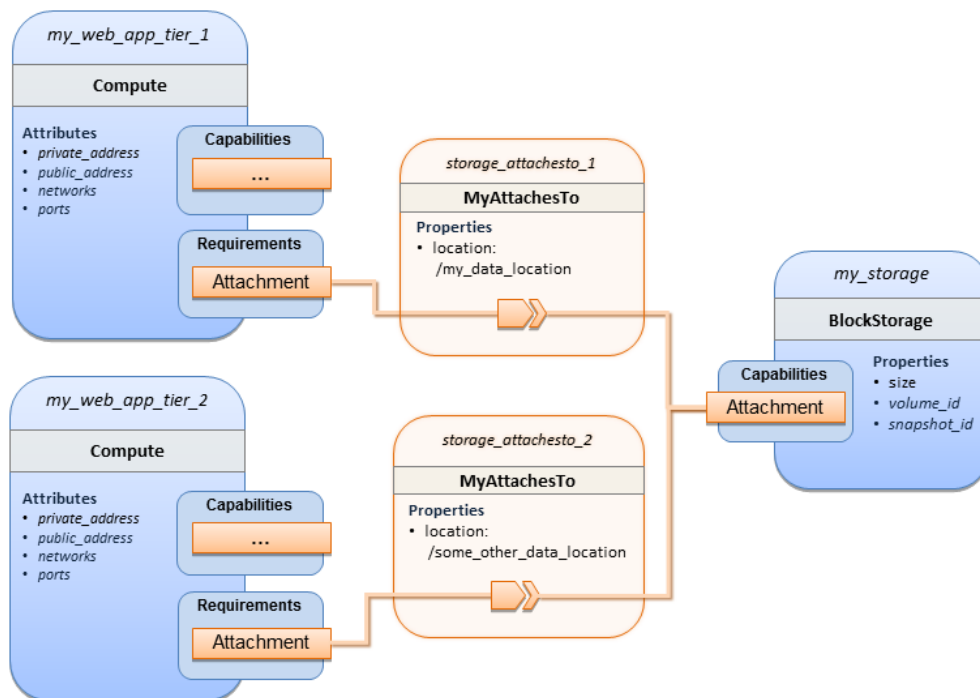 my_web_app_tier_1
Compute
Attributes
• private_address
• public_address
• networks
• ports
Capabilities
...
Requirements
Attachment
storage_attachesto_1
MyAttachesTo
Properties
• location:
/my_data_location
my_storage
BlockStorage
Properties
• size
• volume_id
• snapshot_id
Capabilities
Attachment
my_web_app_tier_2
Compute
Attributes
• private_address
• public_address
• networks
• ports
Capabilities
...
Requirements
Attachment
storage_attachesto_2
MyAttachesTo
Properties
• location:
/some_other_data_location